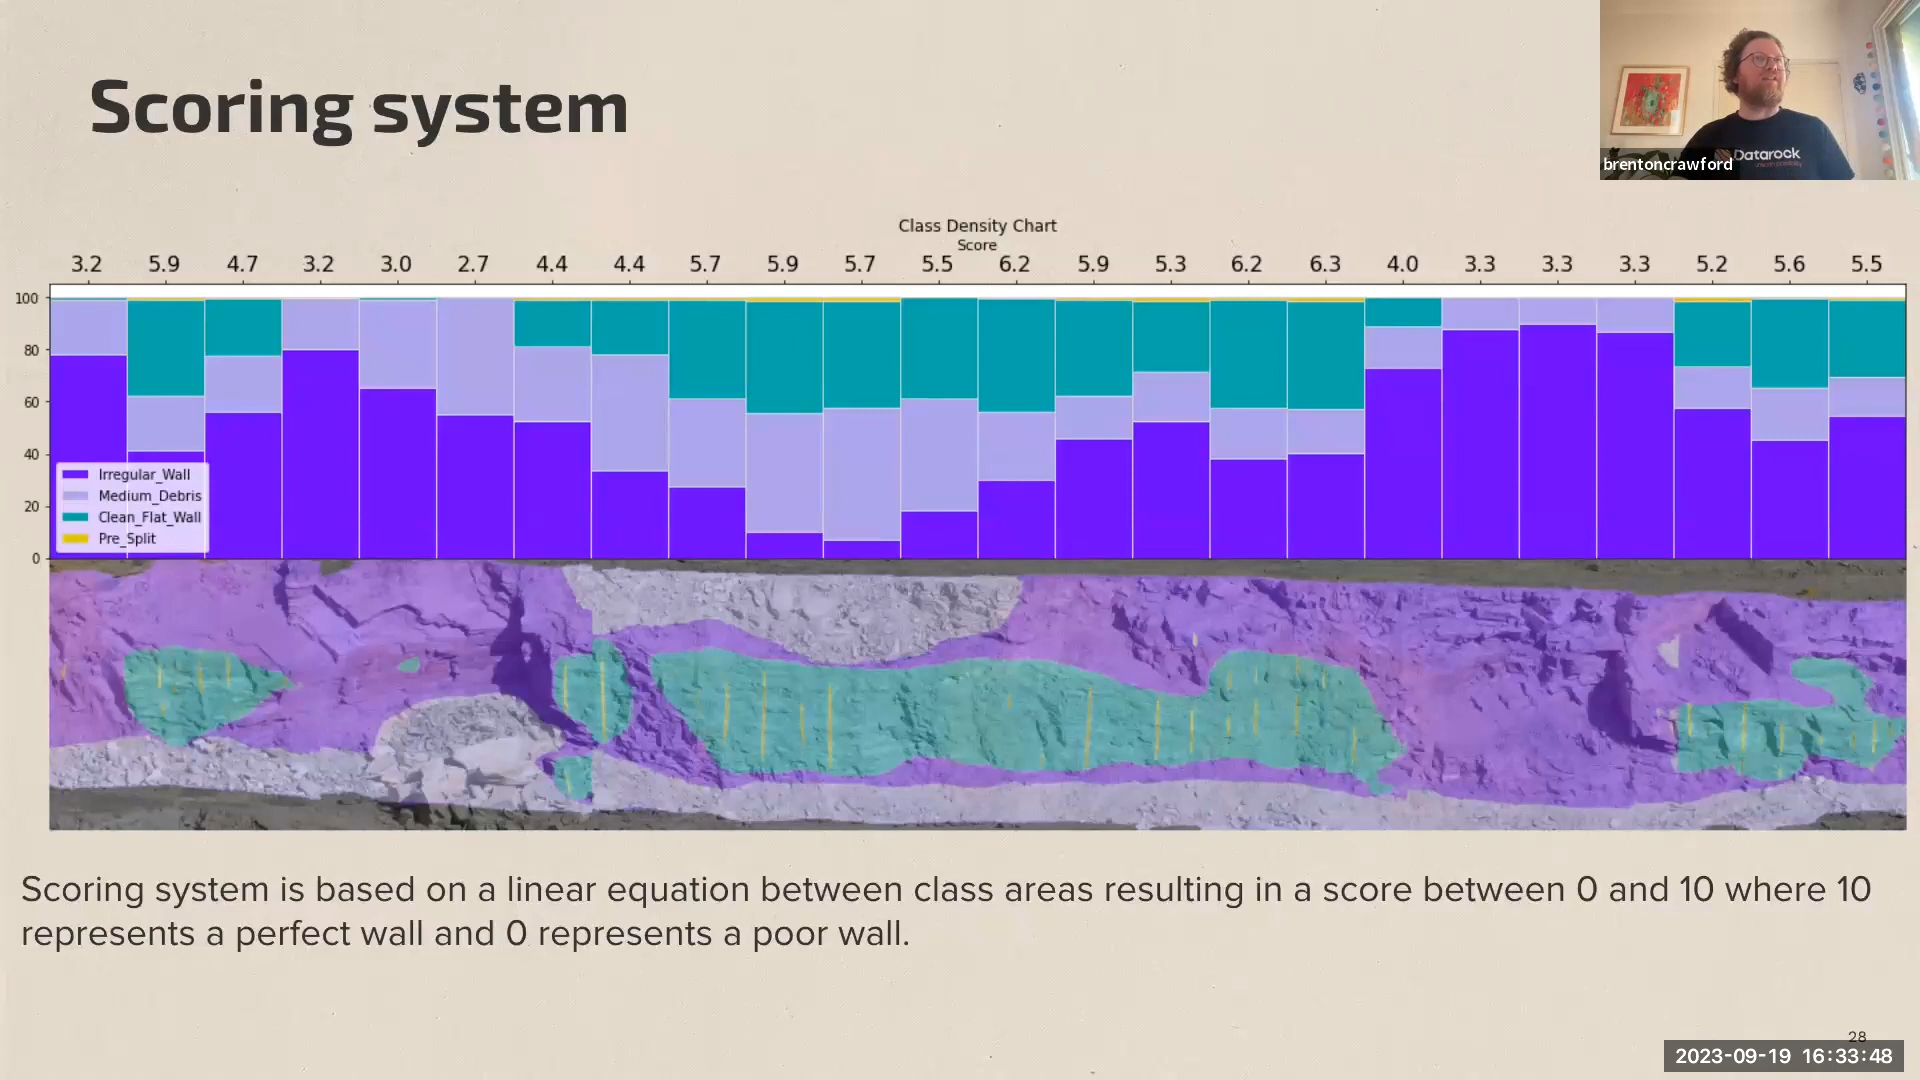 Scoring system
Datarock
brentoncrawford
Class Density Chart
Score
3.2 5.9 4.7 3.2 3.0 2.7 4.4 4.4 5.7 5.9 5.7 5.5 6.2 5.9 5.3 6.2 6.3 4.0 3.3 3.3 3.3 5.2 5.6 5.5
100
80
60
40
20
0
Irregular_Wall
Medium_Debris
Clean_Flat_Wall
Pre_Split
Scoring system is based on a linear equation between class areas resulting in a score between 0 and 10 where 10
represents a perfect wall and 0 represents a poor wall.
28
2023-09-19 16:33:48